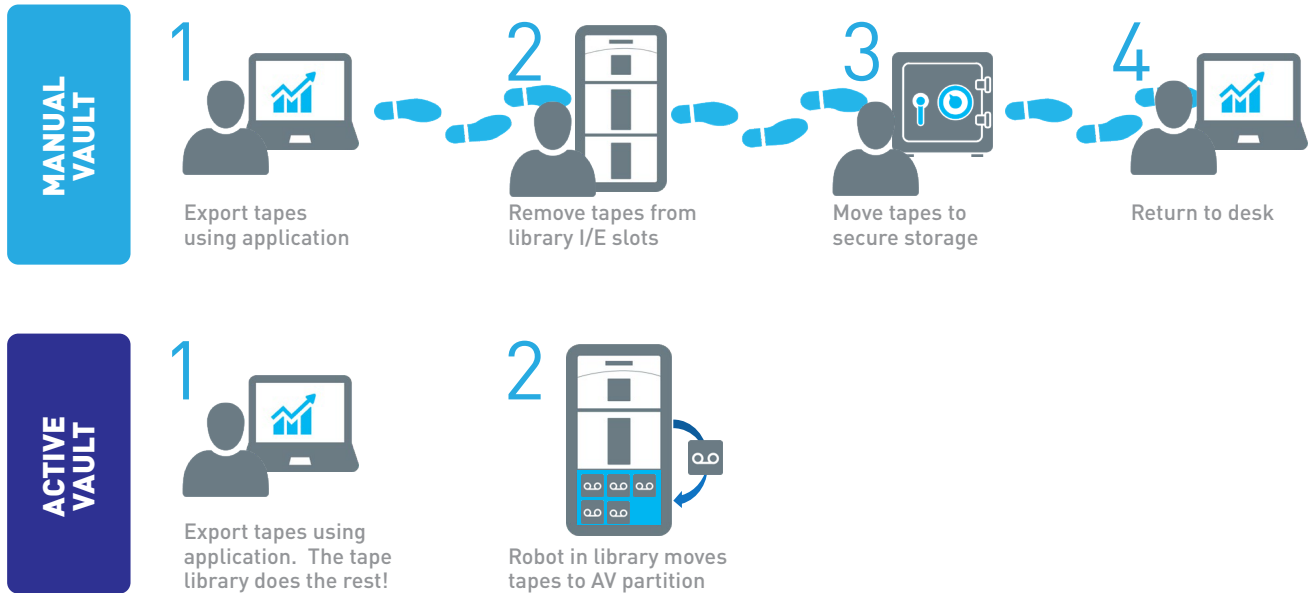 MANUAL
VAULT
1
2
3
4
Export tapes
using application
Remove tapes from
library I/E slots
Move tapes to
secure storage
Return to desk
ACTIVE
VAULT
1
2
Export tapes using
application. The tape
library does the rest!
Robot in library moves
tapes to AV partition